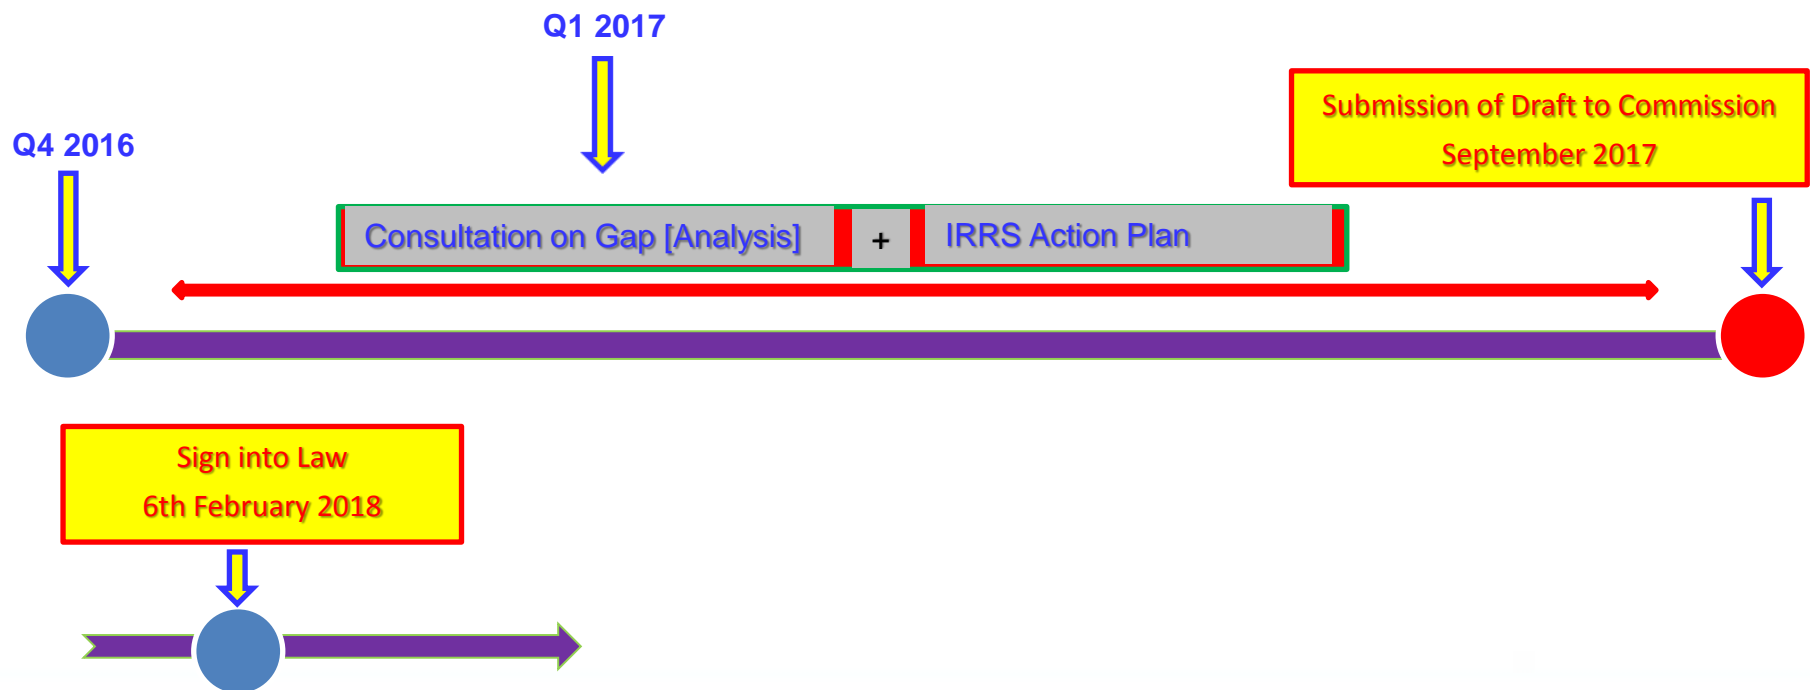 Q1 2017
Submission of Draft to Commission
September 2017
Q4 2016
Consultation on Gap [Analysis]
+
IRRS Action Plan
Sign into Law
6th February 2018